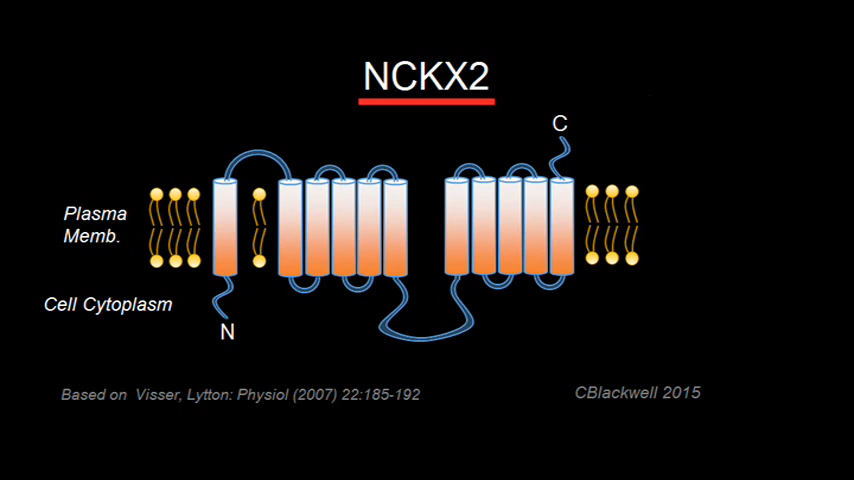 NCKX2
C
Plasma
Memb.
Cell Cytoplasm
N
Based on Visser, Lytton: Physiol (2007) 22:185-192
CBlackwell 2015